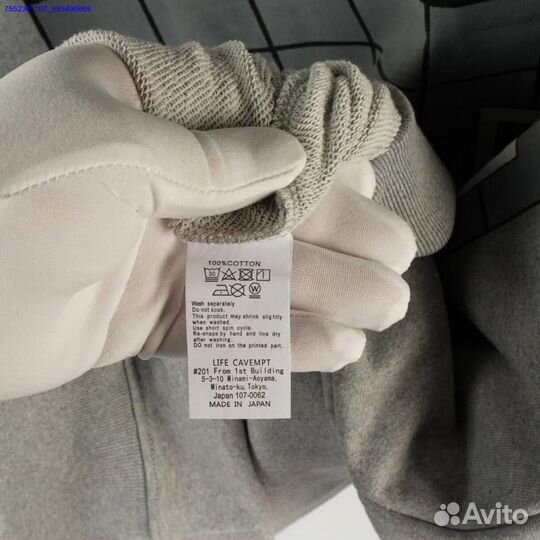 100%COTTON
30
W
Wash separately
Do not soak.
This product may shrink slightly
when washed.
Use short spin cycle.
Re-shape by hand and line dry
after washing.
DO not iron on the printed part.
LIFE CAVEMPT
#201 From 1st Building
5-3-10 Minami-Aoyama,
Minato-ku,Tokyo,
Japan 107-0062
MADE IN JAPAN
Avito